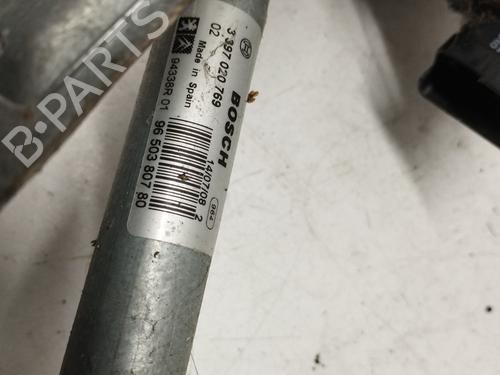 3 397 020 769
02
Made in Spain
BOSCH
14/07/08 2
964
94338R 01
96 503 807 80
B-PARTS